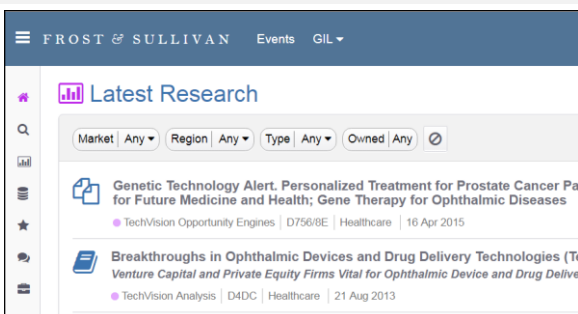 FROST & SULLIVAN Events GIL
Latest Research
Market Any Region Any Type Any Owned Any
Genetic Technology Alert. Personalized Treatment for Prostate Cancer Pa
for Future Medicine and Health; Gene Therapy for Ophthalmic Diseases
TechVision Opportunity Engines | D756/8E | Healthcare | 16 Apr 2015
Breakthroughs in Ophthalmic Devices and Drug Delivery Technologies (Te
Venture Capital and Private Equity Firms Vital for Ophthalmic Device and Drug Delive
TechVision Analysis | D4DC | Healthcare | 21 Aug 2013